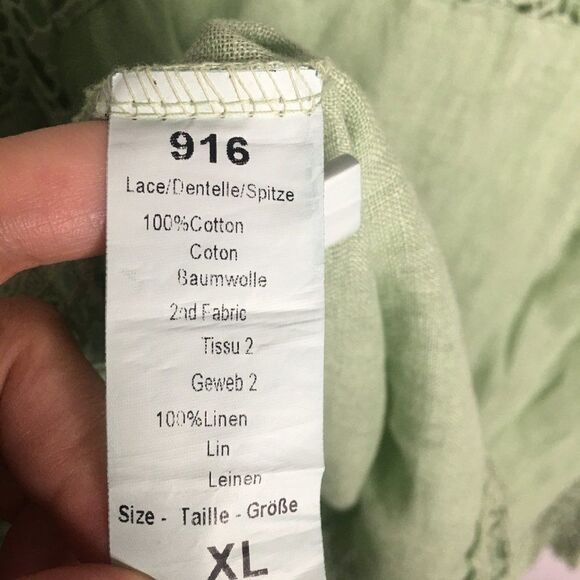 916
Lace/Dentelle/Spitze
100%Cotton
Coton
Baumwolle
2nd Fabric
Tissu 2
Geweb 2
100%Linen
Lin
Leinen
Size - Taille - Größe
XL